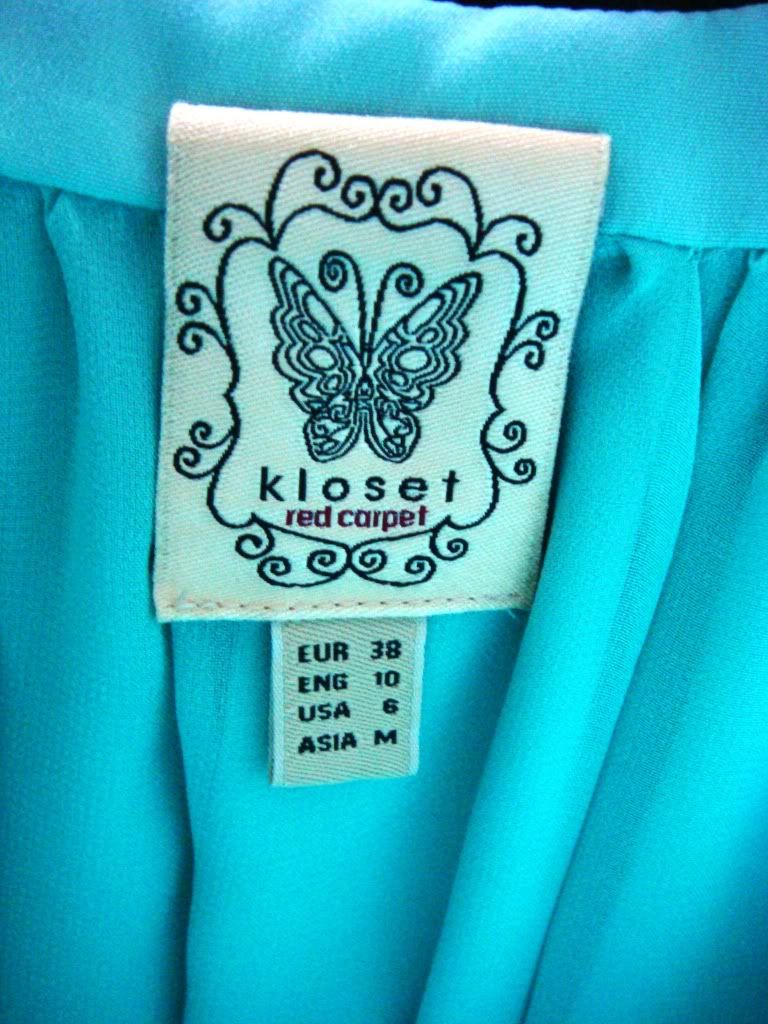 kloset
red carpet
EUR 38
ENG 10
USA 6
ASIA M